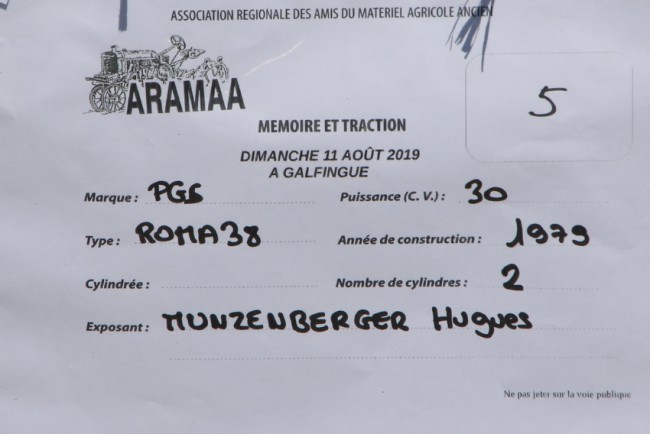 ASSOCIATION REGIONALE DES AMIS DU MATERIEL AGRICOLE ANCIEN
ARAMAA
5
MEMOIRE ET TRACTION
DIMANCHE 11 AOÛT 2019
A GALFINGUE
Marque : PGS Puissance (C. V.) : 30
Type : ROMA 38 Année de construction : 1979
Cylindrée : Nombre de cylindres : 2
Exposant : MUNZENBERGER Hugues
Ne pas jeter sur la voie publique